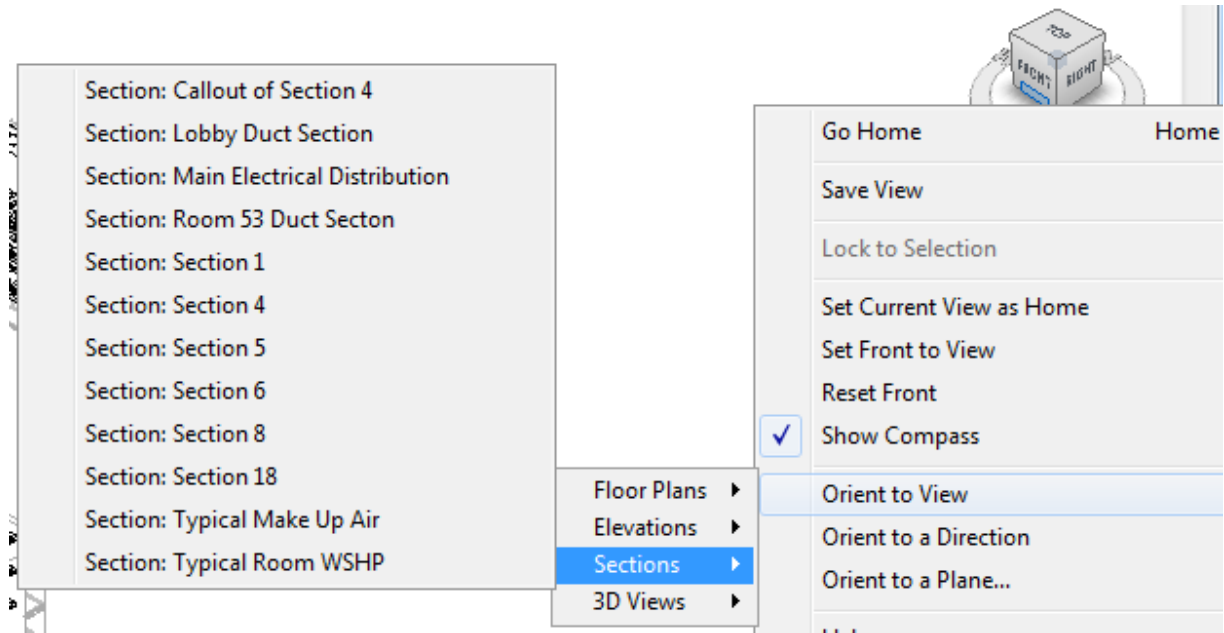 TOP
FRONT
RIGHT
Section: Callout of Section 4
Section: Lobby Duct Section
Section: Main Electrical Distribution
Section: Room 53 Duct Secton
Section: Section 1
Section: Section 4
Section: Section 5
Section: Section 6
Section: Section 8
Section: Section 18
Section: Typical Make Up Air
Section: Typical Room WSHP
Floor Plans
Elevations
Sections
3D Views
Go Home Home
Save View
Lock to Selection
Set Current View as Home
Set Front to View
Reset Front
Show Compass
Orient to View
Orient to a Direction
Orient to a Plane...